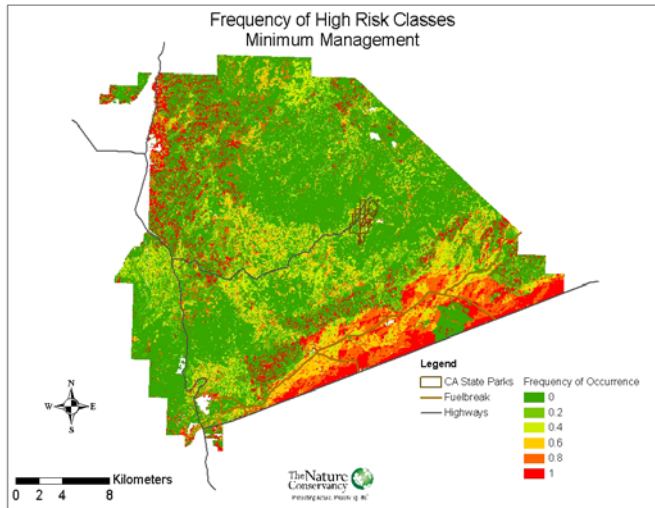 Frequency of High Risk Classes
Minimum Management
Legend
CA State Parks
Fuelbreak
Highways
Frequency of Occurrence
0
0.2
0.4
0.6
0.8
1
N
W E
S
Kilometers
0 2 4 8
The Nature
Conservancy